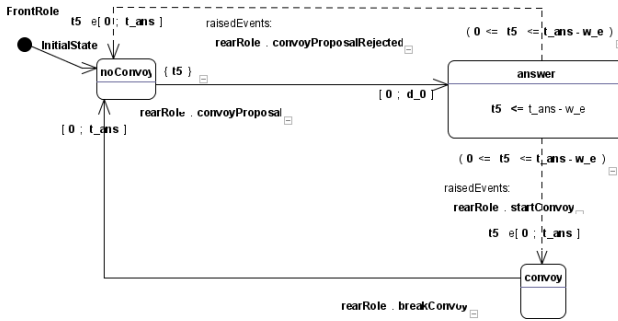 FrontRole
t5 e[ 0 ; t_ans ]
raisedEvents:
( 0 <= t5 <= t_ans - w_e )
InitialState
rearRole . convoyProposalRejected
noConvoy
{ t5 }
answer
[ 0 ; d_0 ]
t5 <= t_ans - w_e
rearRole . convoyProposal
[ 0 ; t_ans ]
( 0 <= t5 <= t_ans - w_e )
raisedEvents:
rearRole . startConvoy
t5 e[ 0 ; t_ans ]
convoy
rearRole . breakConvoy